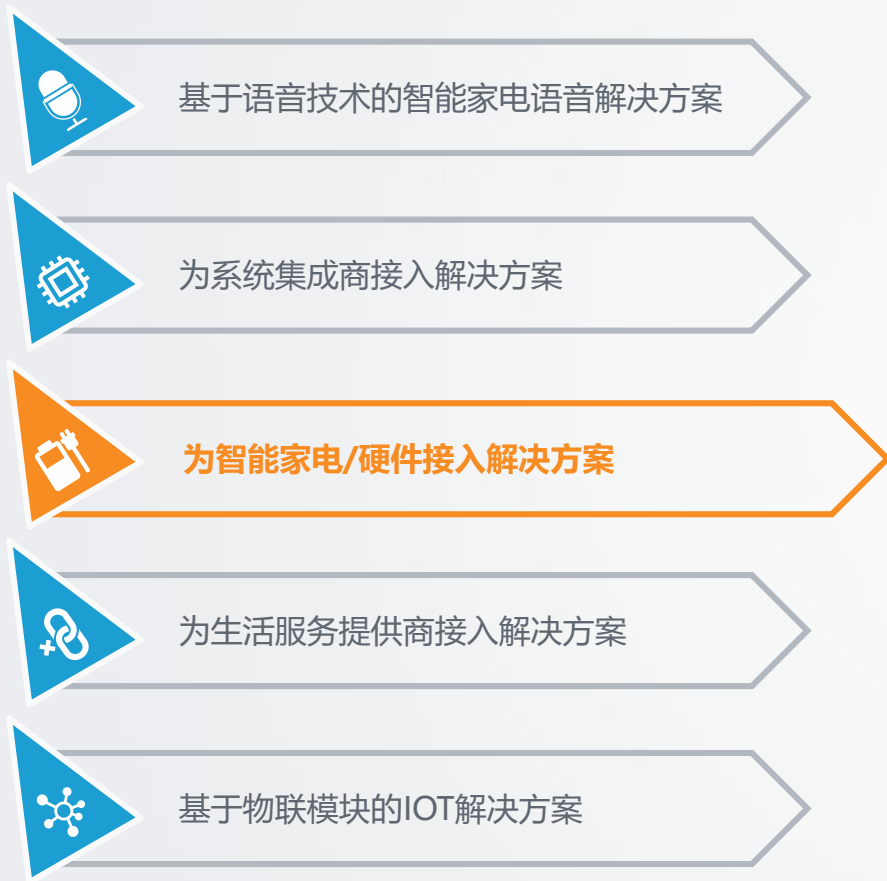 基于语音技术的智能家电语音解决方案
为系统集成商接入解决方案
为智能家电/硬件接入解决方案
为生活服务提供商接入解决方案
基于物联模块的IOT解决方案